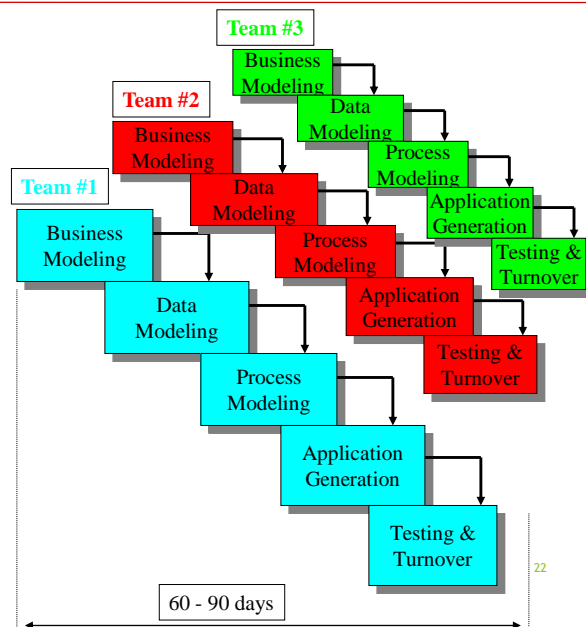 Team #3
Business
Modeling
Data
Modeling
Process
Modeling
Application
Generation
Testing &
Turnover
Team #2
Business
Modeling
Data
Modeling
Process
Modeling
Application
Generation
Testing &
Turnover
Team #1
Business
Modeling
Data
Modeling
Process
Modeling
Application
Generation
Testing &
Turnover
22
60 - 90 days